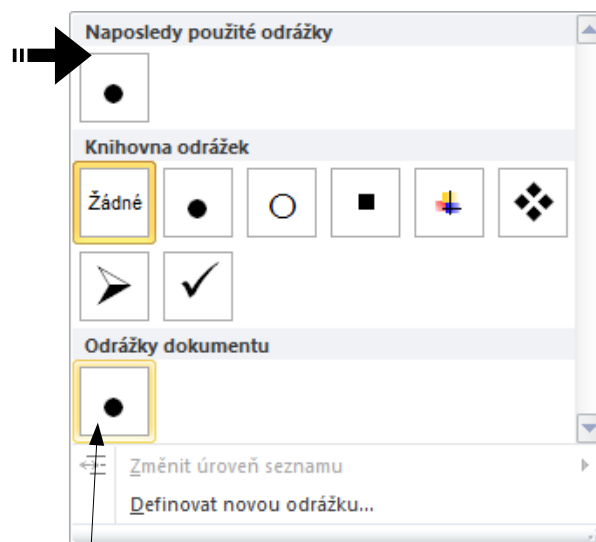 Naposledy použité odrážky
Knihovna odrážek
Žádné
Odrážky dokumentu
Změnit úroveň seznamu
Definovat novou odrážku...